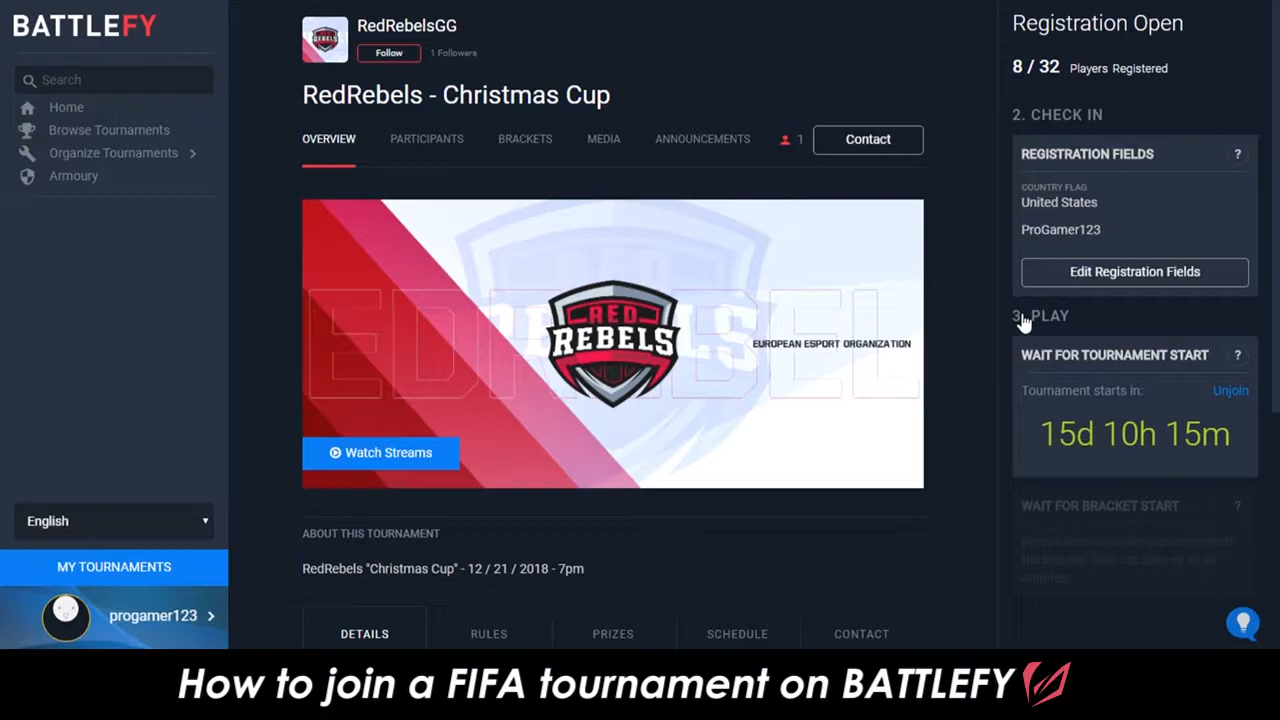 BATTLEFY
Search
Home
Browse Tournaments
Organize Tournaments
Armoury
English
MY TOURNAMENTS
progamer123
RedRebelsGG
Follow 1 Followers
RedRebels - Christmas Cup
OVERVIEW PARTICIPANTS BRACKETS MEDIA ANNOUNCEMENTS 1 Contact
RED
REBELS
EDREBEL
EUROPEAN ESPORT ORGANIZATION
Watch Streams
ABOUT THIS TOURNAMENT
RedRebels "Christmas Cup" - 12 / 21 / 2018 - 7pm
DETAILS RULES PRIZES SCHEDULE CONTACT
Registration Open
8 / 32 Players Registered
2. CHECK IN
REGISTRATION FIELDS ?
COUNTRY FLAG
United States
ProGamer123
Edit Registration Fields
3. PLAY
WAIT FOR TOURNAMENT START ?
Tournament starts in: Unjoin
15d 10h 15m
WAIT FOR BRACKET START ?
How to join a FIFA tournament on BATTLEFY